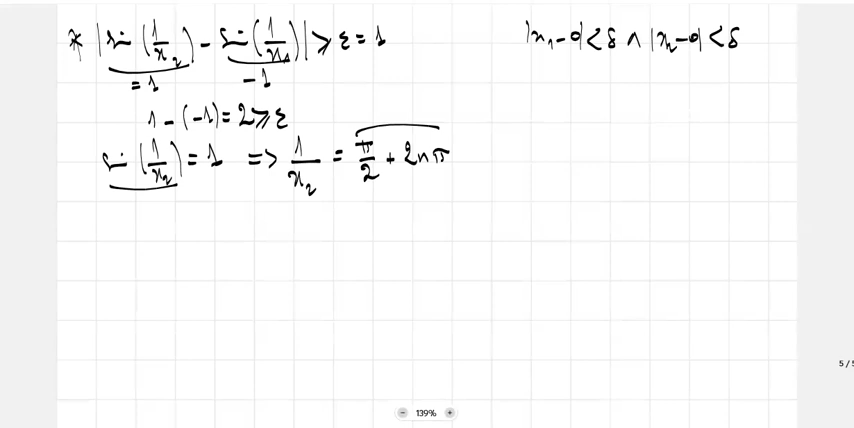 * |sin(1/x₂) - sin(1/x₁)| ⩾ ε = 1 |x₁-0| < δ ∧ |x₂-0| < δ
= 1 -1
1 - (-1) = 2 ⩾ ε
sin(1/x₂) = 1 => 1/x₂ = π/2 + 2nπ
5 / 5
139%